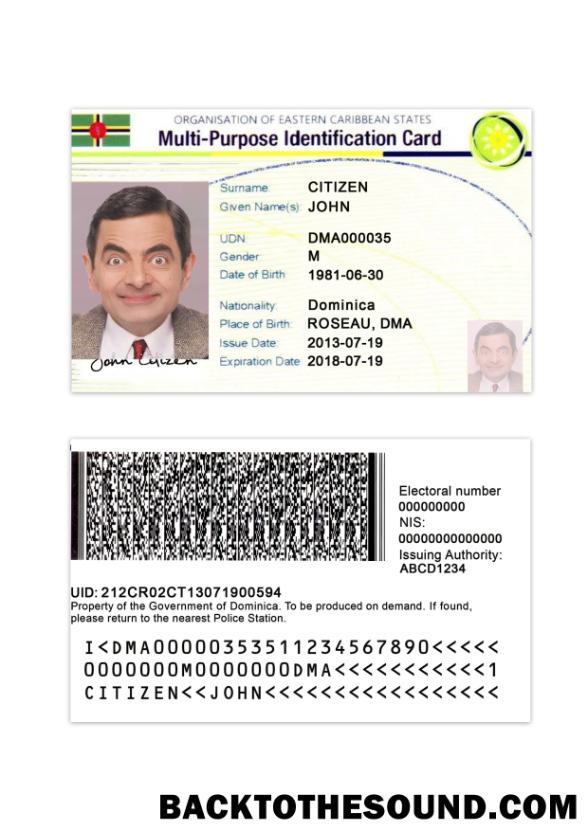 ORGANISATION OF EASTERN CARIBBEAN STATES
Multi-Purpose Identification Card
Surname: CITIZEN
Given Name(s): JOHN
UDN: DMA000035
Gender: M
Date of Birth 1981-06-30
Nationality: Dominica
Place of Birth: ROSEAU, DMA
Issue Date: 2013-07-19
Expiration Date 2018-07-19
John Citizen
Electoral number
000000000
NIS:
00000000000000
Issuing Authority:
ABCD1234
UID: 212CR02CT13071900594
Property of the Government of Dominica. To be produced on demand. If found,
please return to the nearest Police Station.
I<DMA00000353511234567890<<<<<
0000000M0000000DMA<<<<<<<<<<<1
CITIZEN<<JOHN<<<<<<<<<<<<<<<<<
BACKTOTHESOUND.COM